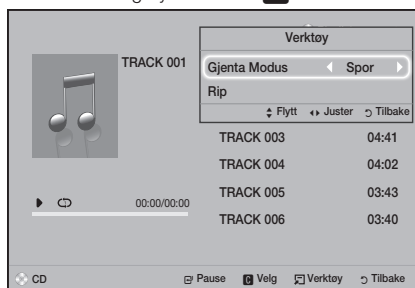 Verktøy
TRACK 001
Gjenta Modus Spor
Rip
Flytt Juster Tilbake
TRACK 003 04:41
TRACK 004 04:02
TRACK 005 03:43
00:00/00:00
TRACK 006 03:40
CD Pause C Velg Verktøy Tilbake